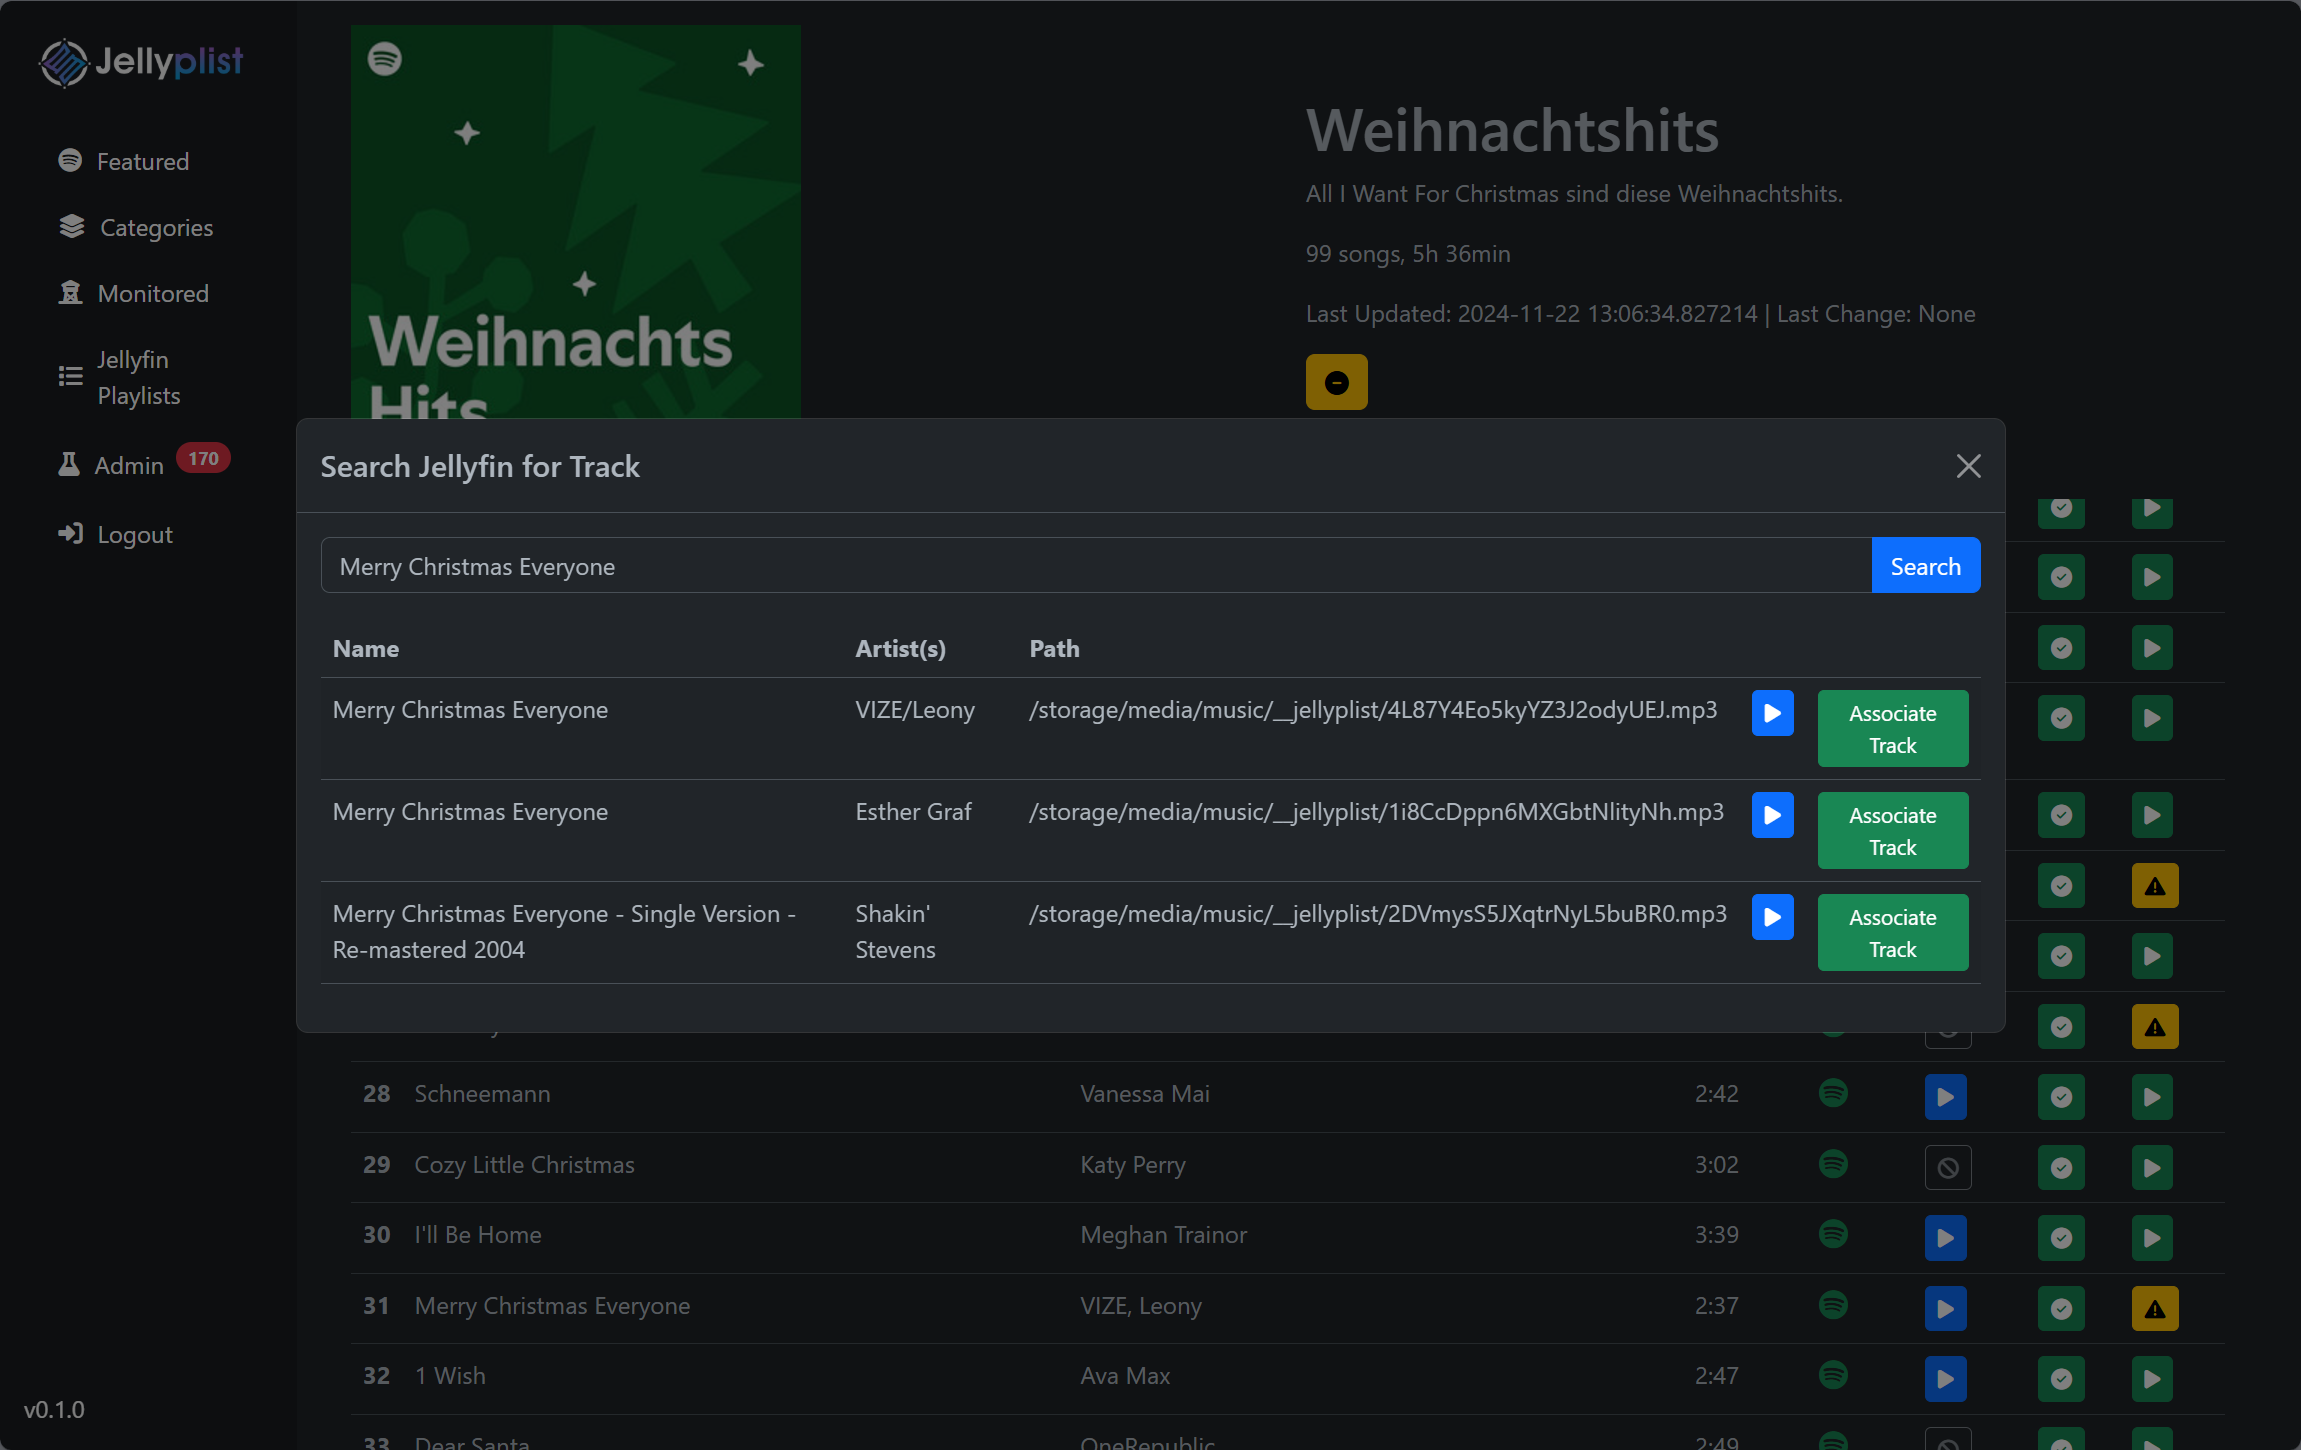 Jellyplist
Featured
Categories
Monitored
Jellyfin
Playlists
Admin 170
Logout
v0.1.0
Weihnachts
Hits
Weihnachtshits
All I Want For Christmas sind diese Weihnachtshits.
99 songs, 5h 36min
Last Updated: 2024-11-22 13:06:34.827214 | Last Change: None
Search Jellyfin for Track
Merry Christmas Everyone Search
Name Artist(s) Path
Merry Christmas Everyone VIZE/Leony /storage/media/music/__jellyplist/4L87Y4Eo5kyYZ3J2odyUEJ.mp3 Associate
Track
Merry Christmas Everyone Esther Graf /storage/media/music/__jellyplist/1i8CcDppn6MXGbtNlityNh.mp3 Associate
Track
Merry Christmas Everyone - Single Version - Shakin' /storage/media/music/__jellyplist/2DVmysS5JXqtrNyL5buBR0.mp3 Associate
Re-mastered 2004 Stevens Track
28 Schneemann Vanessa Mai 2:42
29 Cozy Little Christmas Katy Perry 3:02
30 I'll Be Home Meghan Trainor 3:39
31 Merry Christmas Everyone VIZE, Leony 2:37
32 1 Wish Ava Max 2:47
33 Dear Santa OneRepublic 2:49